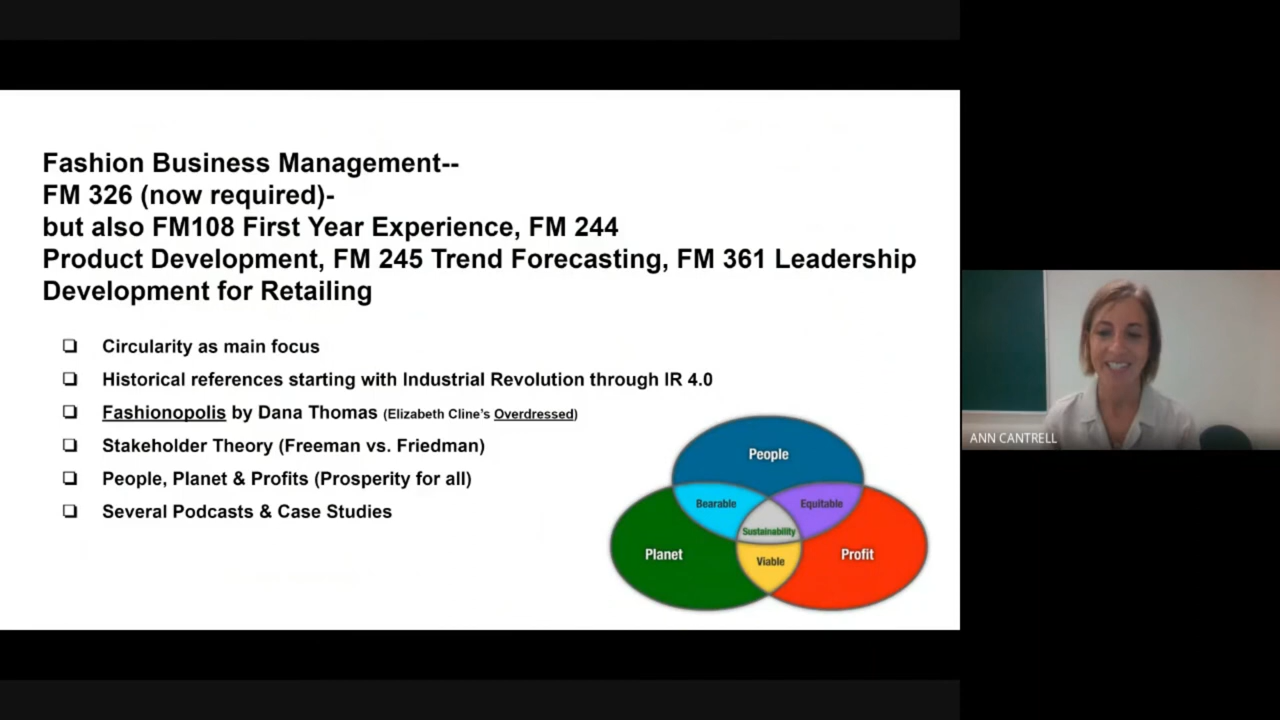 Fashion Business Management--
FM 326 (now required)-
but also FM108 First Year Experience, FM 244
Product Development, FM 245 Trend Forecasting, FM 361 Leadership
Development for Retailing
❏ Circularity as main focus
❏ Historical references starting with Industrial Revolution through IR 4.0
❏ Fashionopolis by Dana Thomas (Elizabeth Cline's Overdressed)
❏ Stakeholder Theory (Freeman vs. Friedman)
❏ People, Planet & Profits (Prosperity for all)
❏ Several Podcasts & Case Studies
People
Bearable
Equitable
Sustainability
Planet
Viable
Profit
ANN CANTRELL